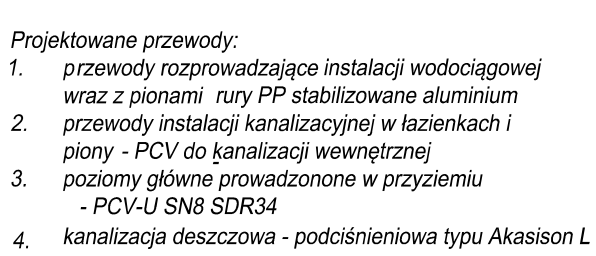 Projektowane przewody:
1. przewody rozprowadzające instalacji wodociągowej
wraz z pionami rury PP stabilizowane aluminium
2. przewody instalacji kanalizacyjnej w łazienkach i
piony - PCV do kanalizacji wewnętrznej
3. poziomy główne prowadzonone w przyziemiu
- PCV-U SN8 SDR34
4. kanalizacja deszczowa - podciśnieniowa typu Akasison L